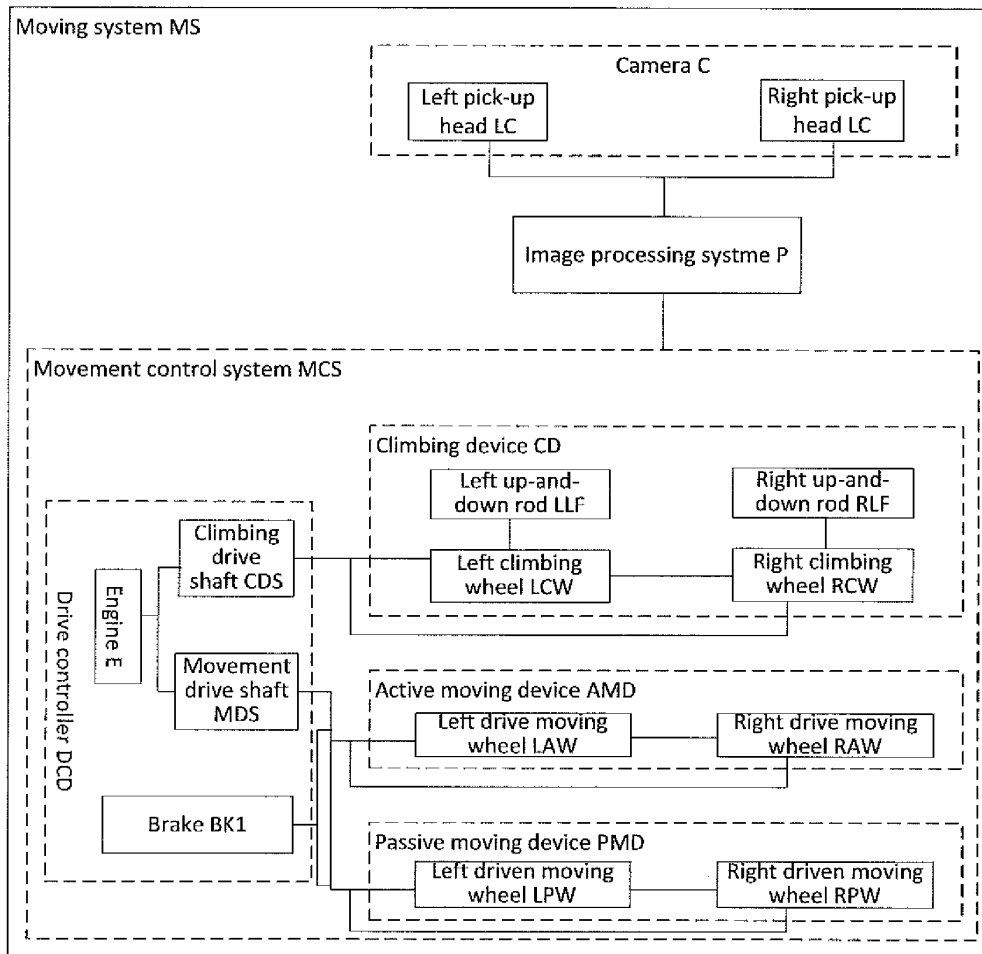 Moving system MS
Camera C
Left pick-up
head LC
Right pick-up
head LC
Image processing systme P
Movement control system MCS
Climbing device CD
Left up-and-
down rod LLF
Right up-and-
down rod RLF
Climbing
drive
shaft CDS
Left climbing
wheel LCW
Right climbing
wheel RCW
Engine E
Drive controller DCD
Movement
drive shaft
MDS
Active moving device AMD
Left drive moving
wheel LAW
Right drive moving
wheel RAW
Brake BK1
Passive moving device PMD
Left driven moving
wheel LPW
Right driven moving
wheel RPW